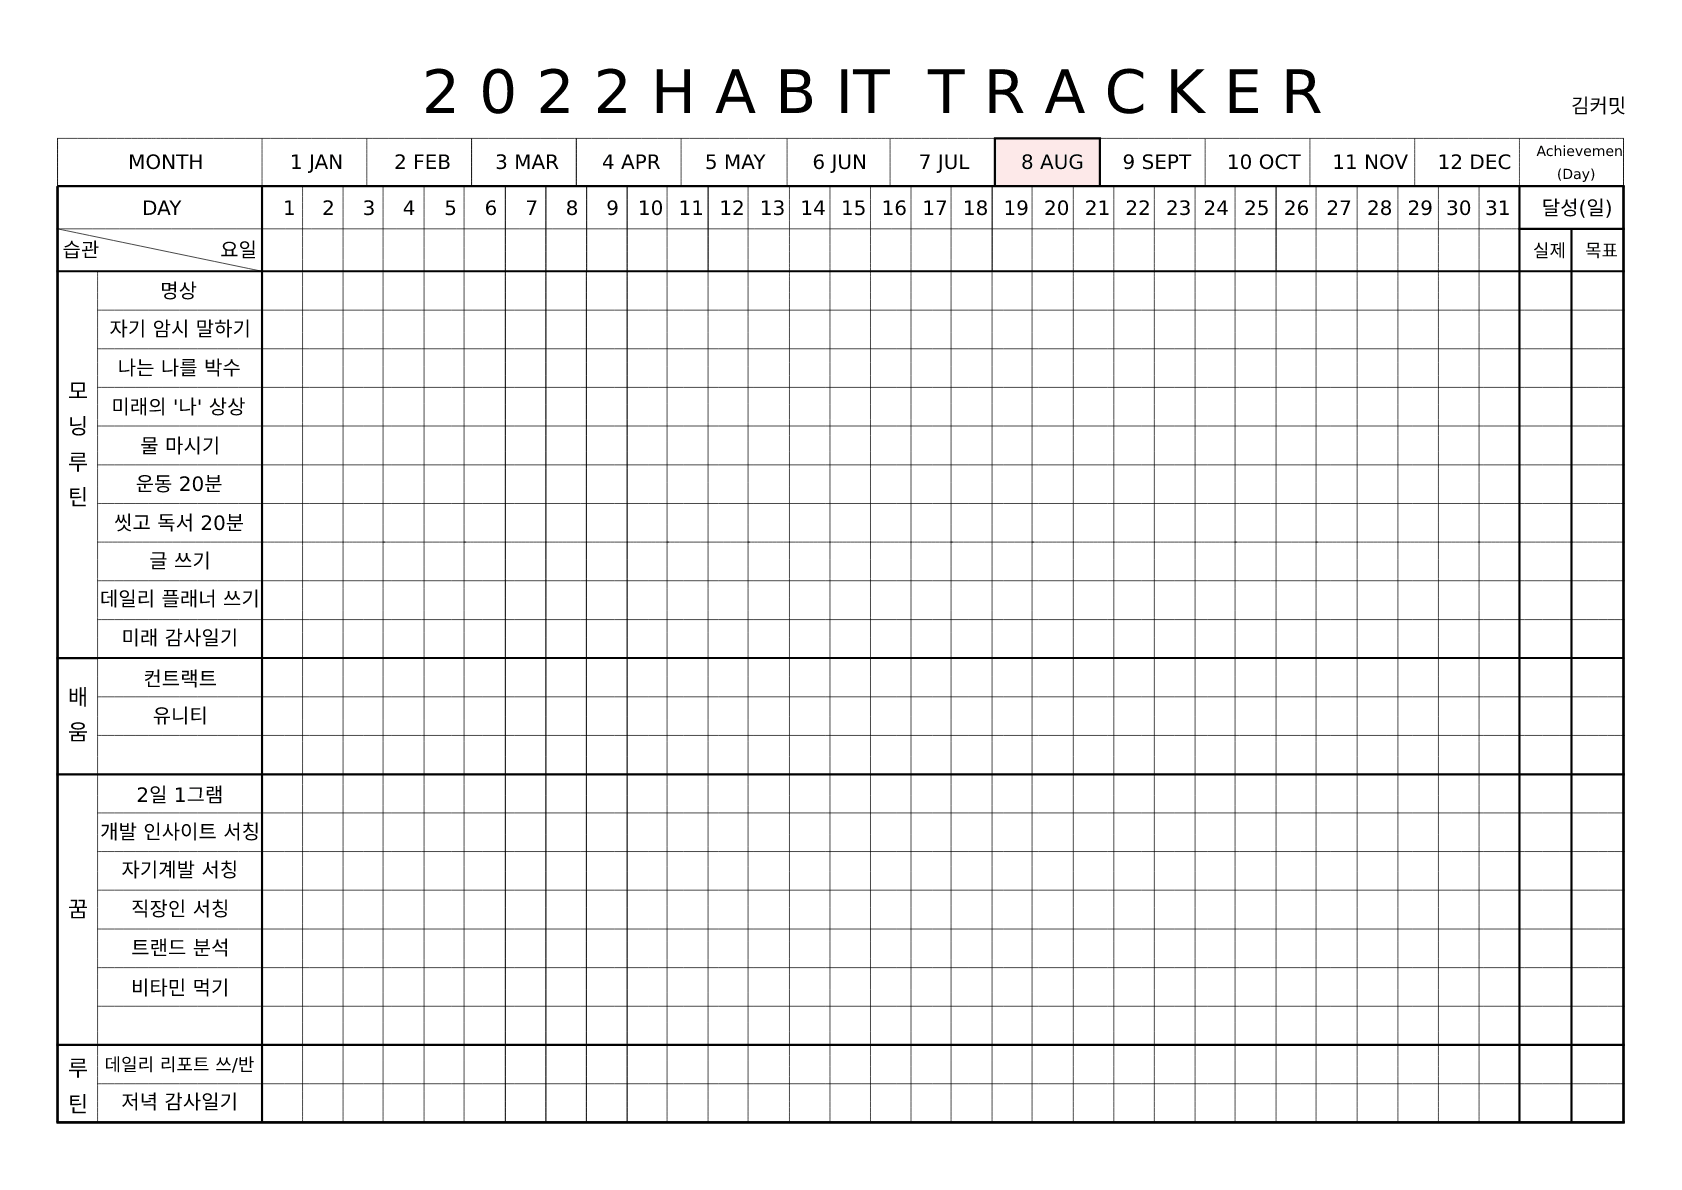 2022HABIT TRACKER
김커밋
MONTH 1 JAN 2 FEB 3 MAR 4 APR 5 MAY 6 JUN 7 JUL 8 AUG 9 SEPT 10 OCT 11 NOV 12 DEC Achievemen
(Day)
DAY 1 2 3 4 5 6 7 8 9 10 11 12 13 14 15 16 17 18 19 20 21 22 23 24 25 26 27 28 29 30 31 달성(일)
습관 요일 실제 목표
모닝루틴
명상
자기 암시 말하기
나는 나를 박수
미래의 '나' 상상
물 마시기
운동 20분
씻고 독서 20분
글 쓰기
데일리 플래너 쓰기
미래 감사일기
배움
컨트랙트
유니티
꿈
2일 1그램
개발 인사이트 서칭
자기계발 서칭
직장인 서칭
트랜드 분석
비타민 먹기
루틴
데일리 리포트 쓰/반
저녁 감사일기